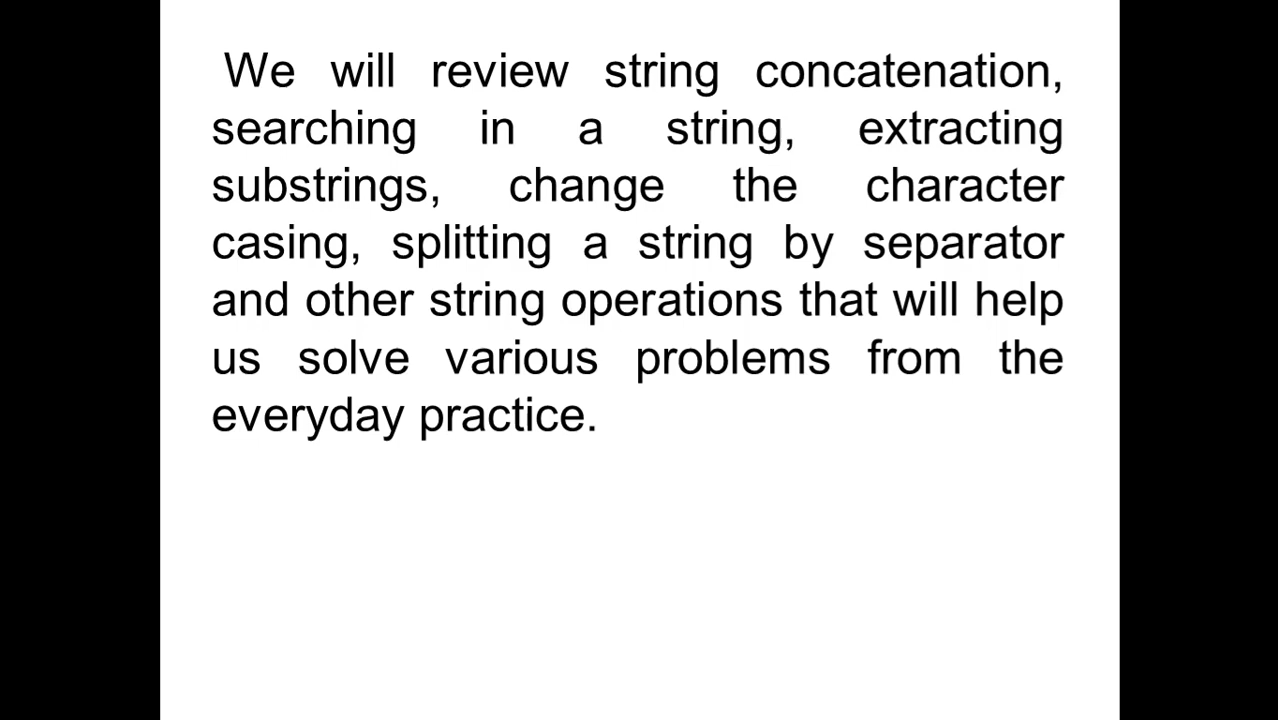 We will review string concatenation,
searching in a string, extracting
substrings, change the character
casing, splitting a string by separator
and other string operations that will help
us solve various problems from the
everyday practice.